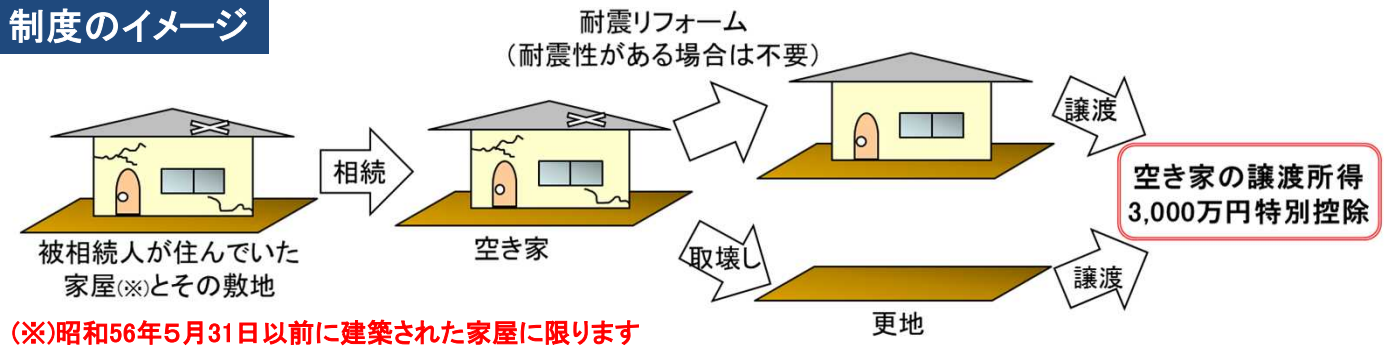 制度のイメージ
耐震リフォーム
（耐震性がある場合は不要）
相続
譲渡
空き家の譲渡所得
3,000万円特別控除
被相続人が住んでいた
家屋(※)とその敷地
空き家
取壊し
譲渡
更地
(※)昭和56年５月31日以前に建築された家屋に限ります